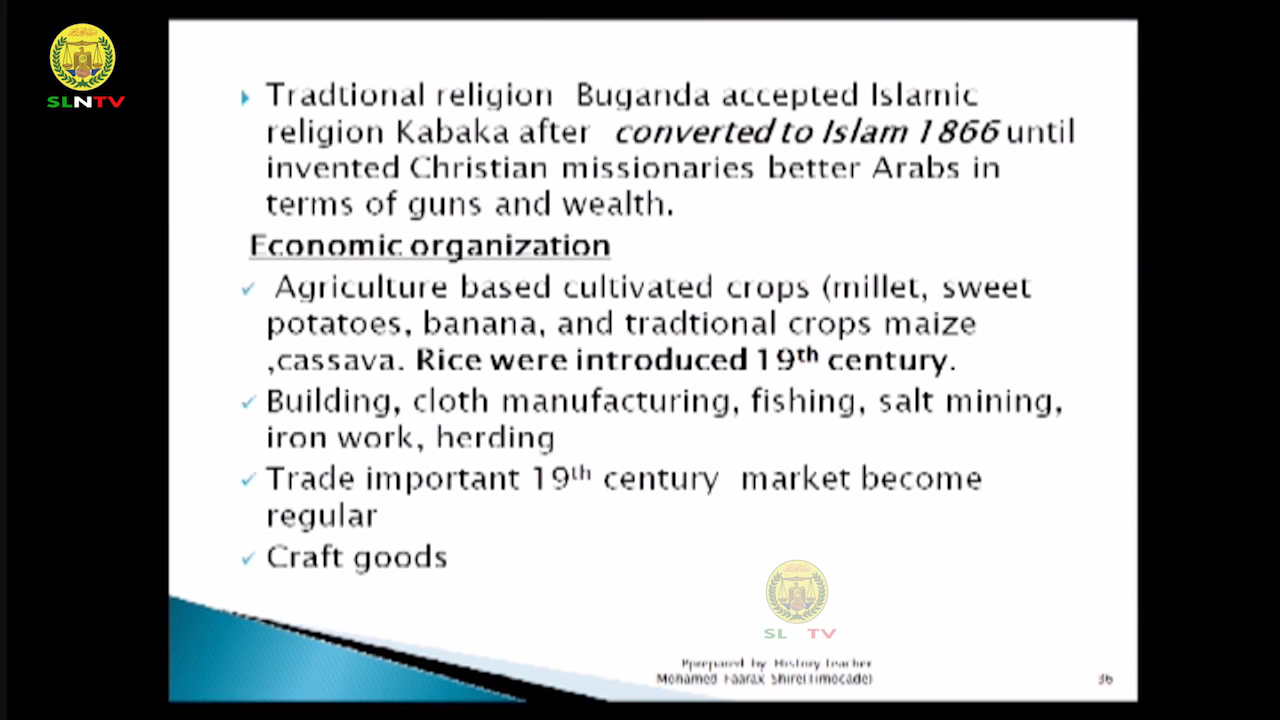 SLNTV
Tradtional religion Buganda accepted Islamic
religion Kabaka after converted to Islam 1866 until
invented Christian missionaries better Arabs in
terms of guns and wealth.
Economic organization
Agriculture based cultivated crops (millet, sweet
potatoes, banana, and tradtional crops maize
,cassava. Rice were introduced 19th century.
Building, cloth manufacturing, fishing, salt mining,
iron work, herding
Trade important 19th century market become
regular
Craft goods
SL TV
by History teacher
Mohamed Faarax Shire(Timocade)
36